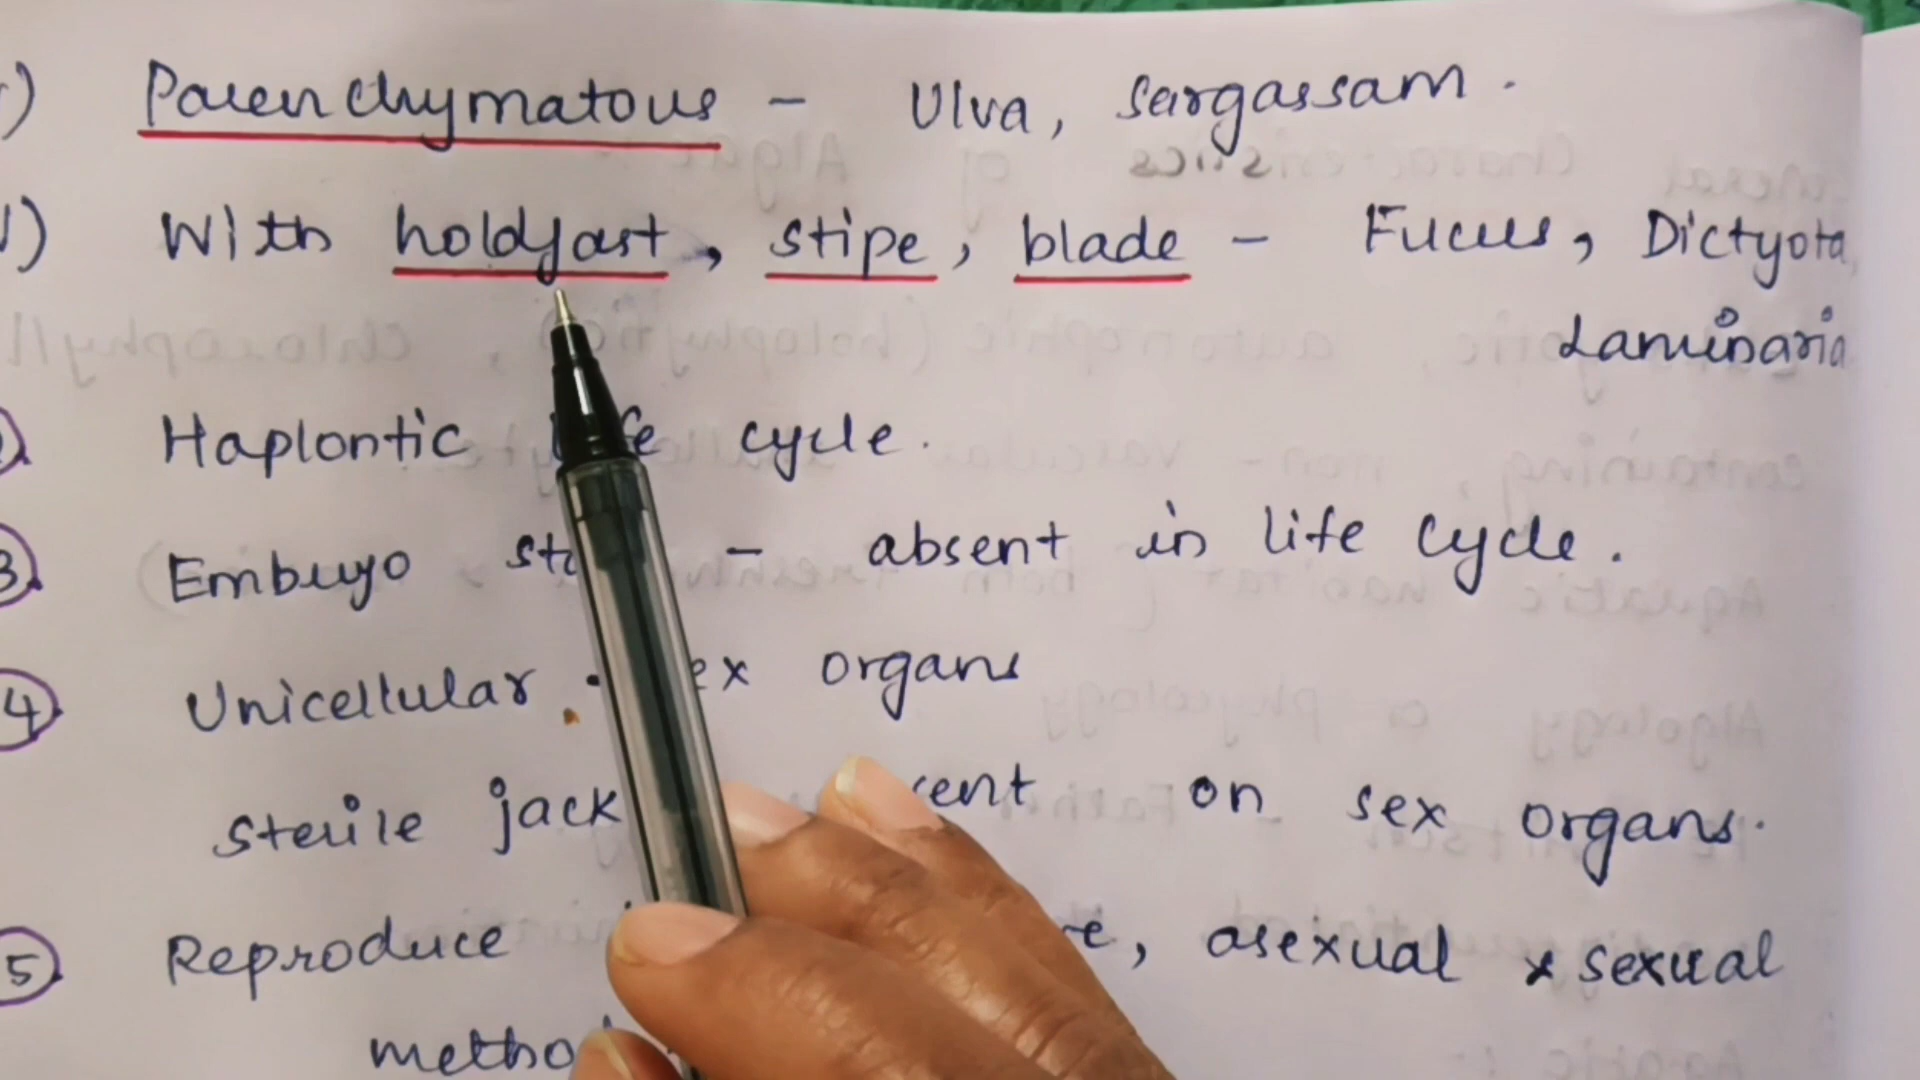 ) Parenchymatous - Ulva, Sargassam.
) With holdfast, stipe, blade - Fucus, Dictyota,
Laminaria
Haplontic cycle.
3. Embryo - absent in life cycle.
4. Unicellular organs
Sterile on sex organs.
5. Reproduce , asexual x sexual